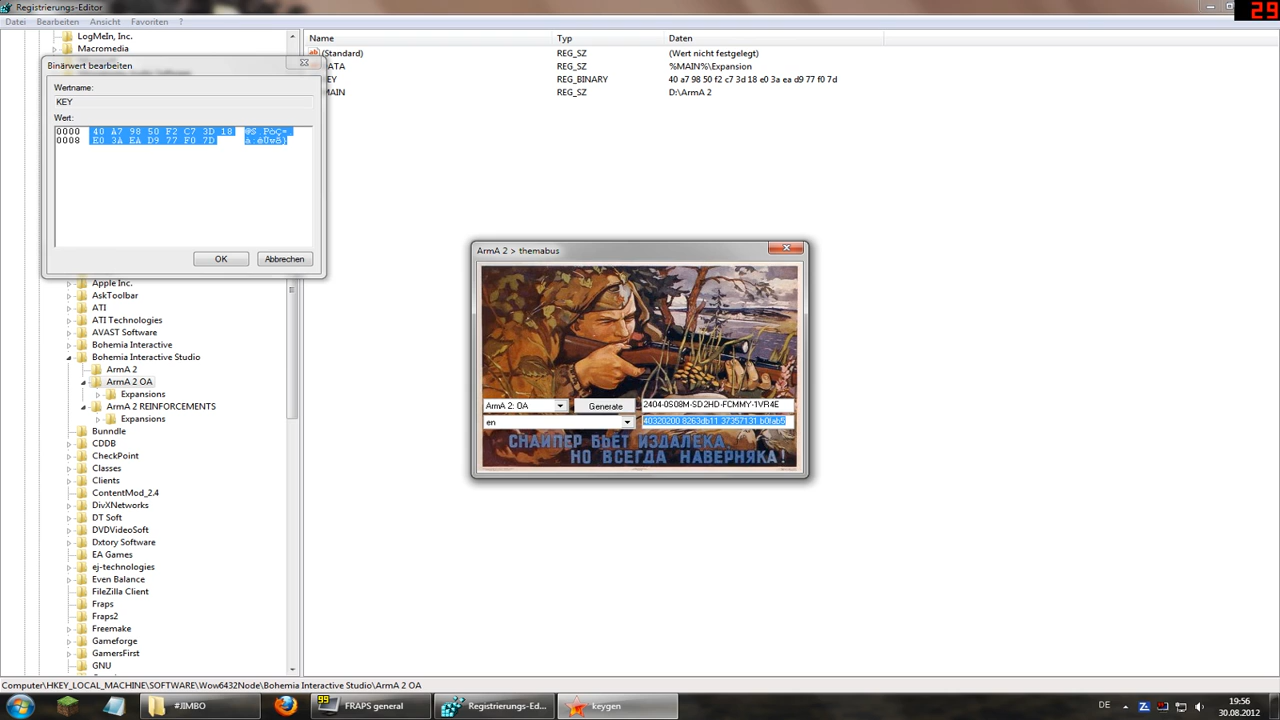 Registrierungs-Editor
29
Datei Bearbeiten Ansicht Favoriten ?
LogMeIn, Inc.
Macromedia
Name Typ Daten
(Standard) REG_SZ (Wert nicht festgelegt)
REG_SZ %MAIN%\Expansion
REG_BINARY 40 a7 98 50 f2 c7 3d 18 e0 3a ea d9 77 f0 7d
MAIN REG_SZ D:\ArmA 2
Binärwert bearbeiten
Wertname:
KEY
Wert:
0000 40 A7 98 50 F2 C7 3D 18
0008 E0 3A EA D9 77 F0 7D
OK Abbrechen
Apple Inc.
AskToolbar
ATI
ATI Technologies
AVAST Software
Bohemia Interactive
Bohemia Interactive Studio
ArmA 2
ArmA 2 OA
Expansions
ArmA 2 REINFORCEMENTS
Expansions
Bunndle
CDDB
CheckPoint
Classes
Clients
ContentMod_2.4
DivXNetworks
DT Soft
DVDVideoSoft
Dxtory Software
EA Games
ej-technologies
Even Balance
FileZilla Client
Fraps
Fraps2
Freemake
Gameforge
GamersFirst
GNU
ArmA 2 > themabus
ArmA 2: OA Generate 2404-0S08M-SD2HD-FCMMY-1VR4E
en 40320200 8263db11 37357131 b0fab5
СНАЙПЕР БЬЕТ ИЗДАЛЕКА,
НО ВСЕГДА НАВЕРНЯКА!
Computer\HKEY_LOCAL_MACHINE\SOFTWARE\Wow6432Node\Bohemia Interactive Studio\ArmA 2 OA
#JIMBO
99 FRAPS general
Registrierungs-Ed...
keygen
DE
19:56
30.08.2012